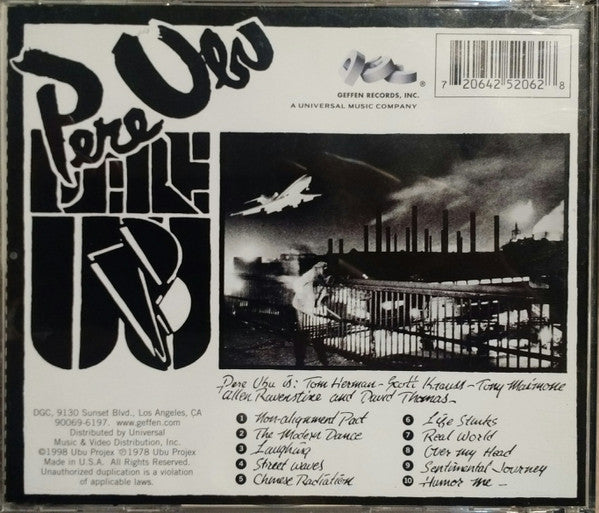 Pere Ubu
Geffen
®
GEFFEN RECORDS, INC.
A UNIVERSAL MUSIC COMPANY
7 20642 52062 8
Pere Ubu is: Tom Herman - Scott Krauss - Tony Maimone
Allen Ravenstine and David Thomas -
DGC, 9130 Sunset Blvd., Los Angeles, CA
90069-6197. www.geffen.com
Distributed by Universal
Music & Video Distribution, Inc.
©1998 Ubu Projex ℗1978 Ubu Projex
Made in U.S.A. All Rights Reserved.
Unauthorized duplication is a violation
of applicable laws.
1 Non-alignment Pact
2 The Modern Dance
3 Laughing
4 Street waves
5 Chinese Radiation
6 Life Stinks
7 Real World
8 Over my Head
9 Sentimental Journey
10 Humor me -